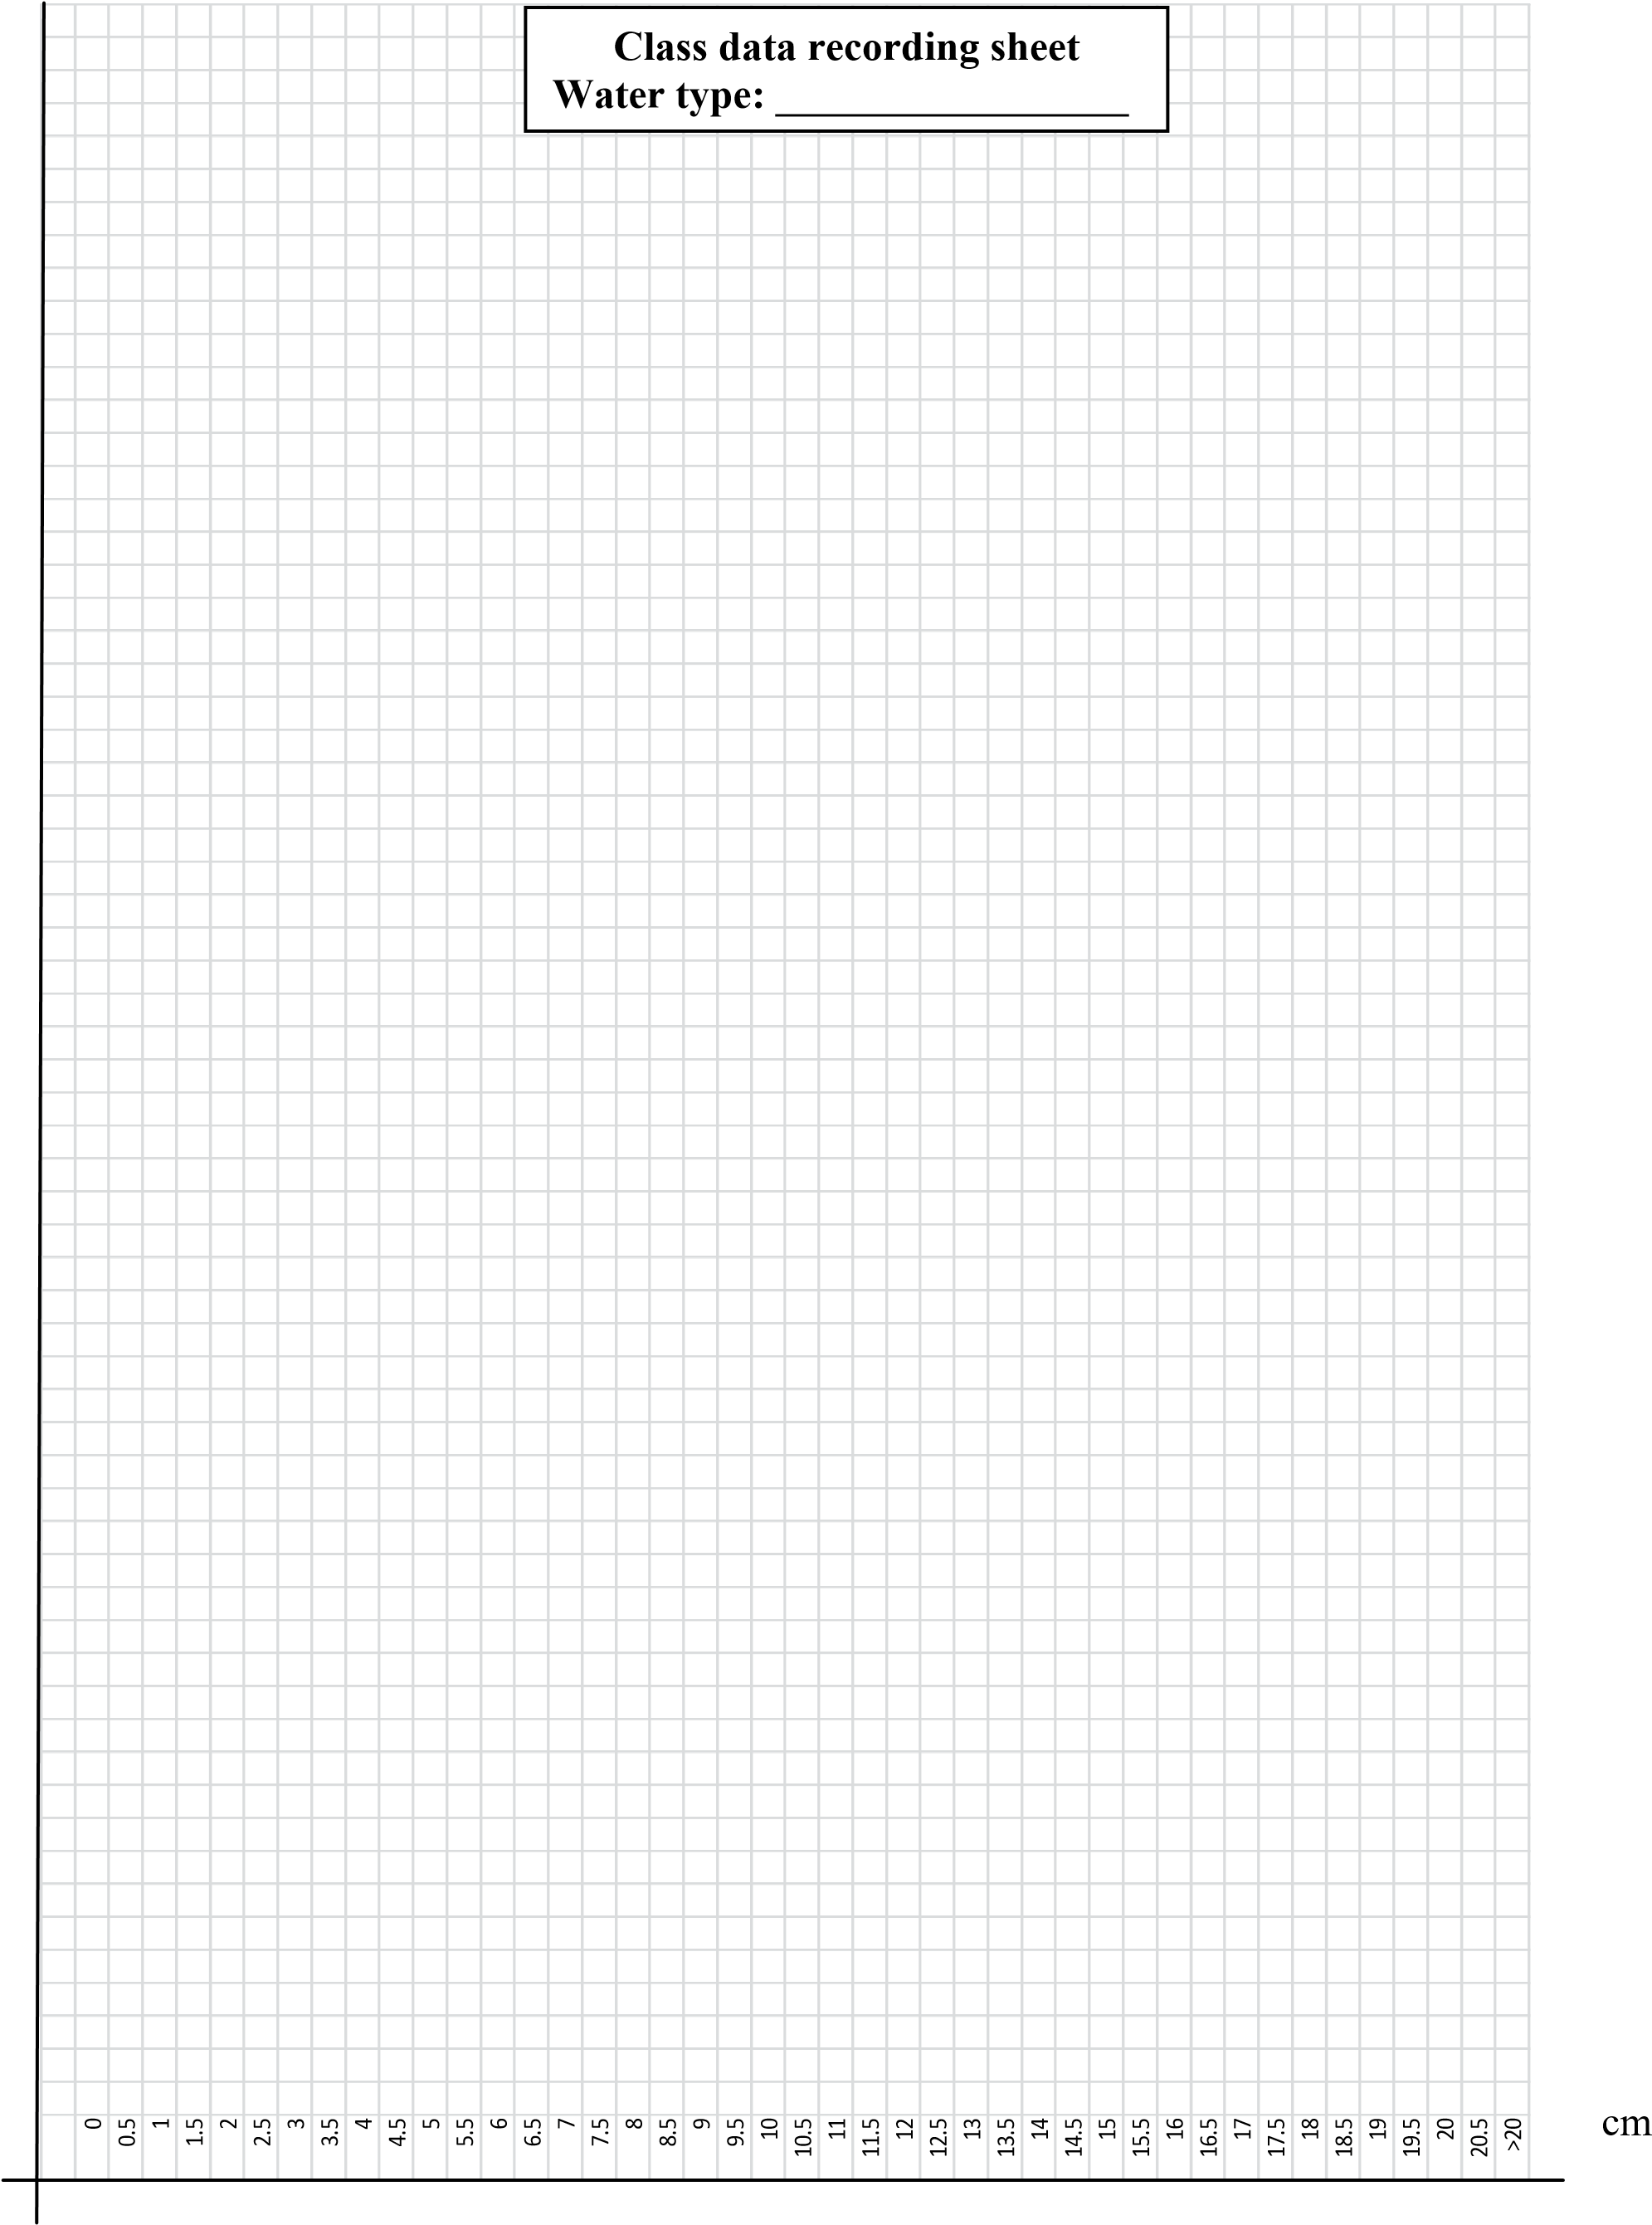 Class data recording sheet
Water type: ____________________
0 0.5 1 1.5 2 2.5 3 3.5 4 4.5 5 5.5 6 6.5 7 7.5 8 8.5 9 9.5 10 10.5 11 11.5 12 12.5 13 13.5 14 14.5 15 15.5 16 16.5 17 17.5 18 18.5 19 19.5 20 20.5 >20 cm